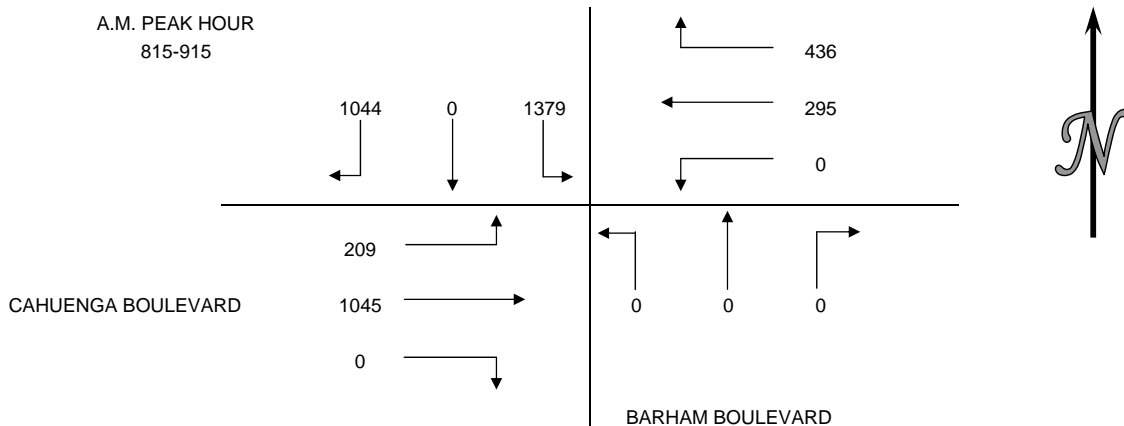 A.M. PEAK HOUR
815-915
436
1044 0 1379 295
0
209
CAHUENGA BOULEVARD 1045 0 0 0
0
BARHAM BOULEVARD
N